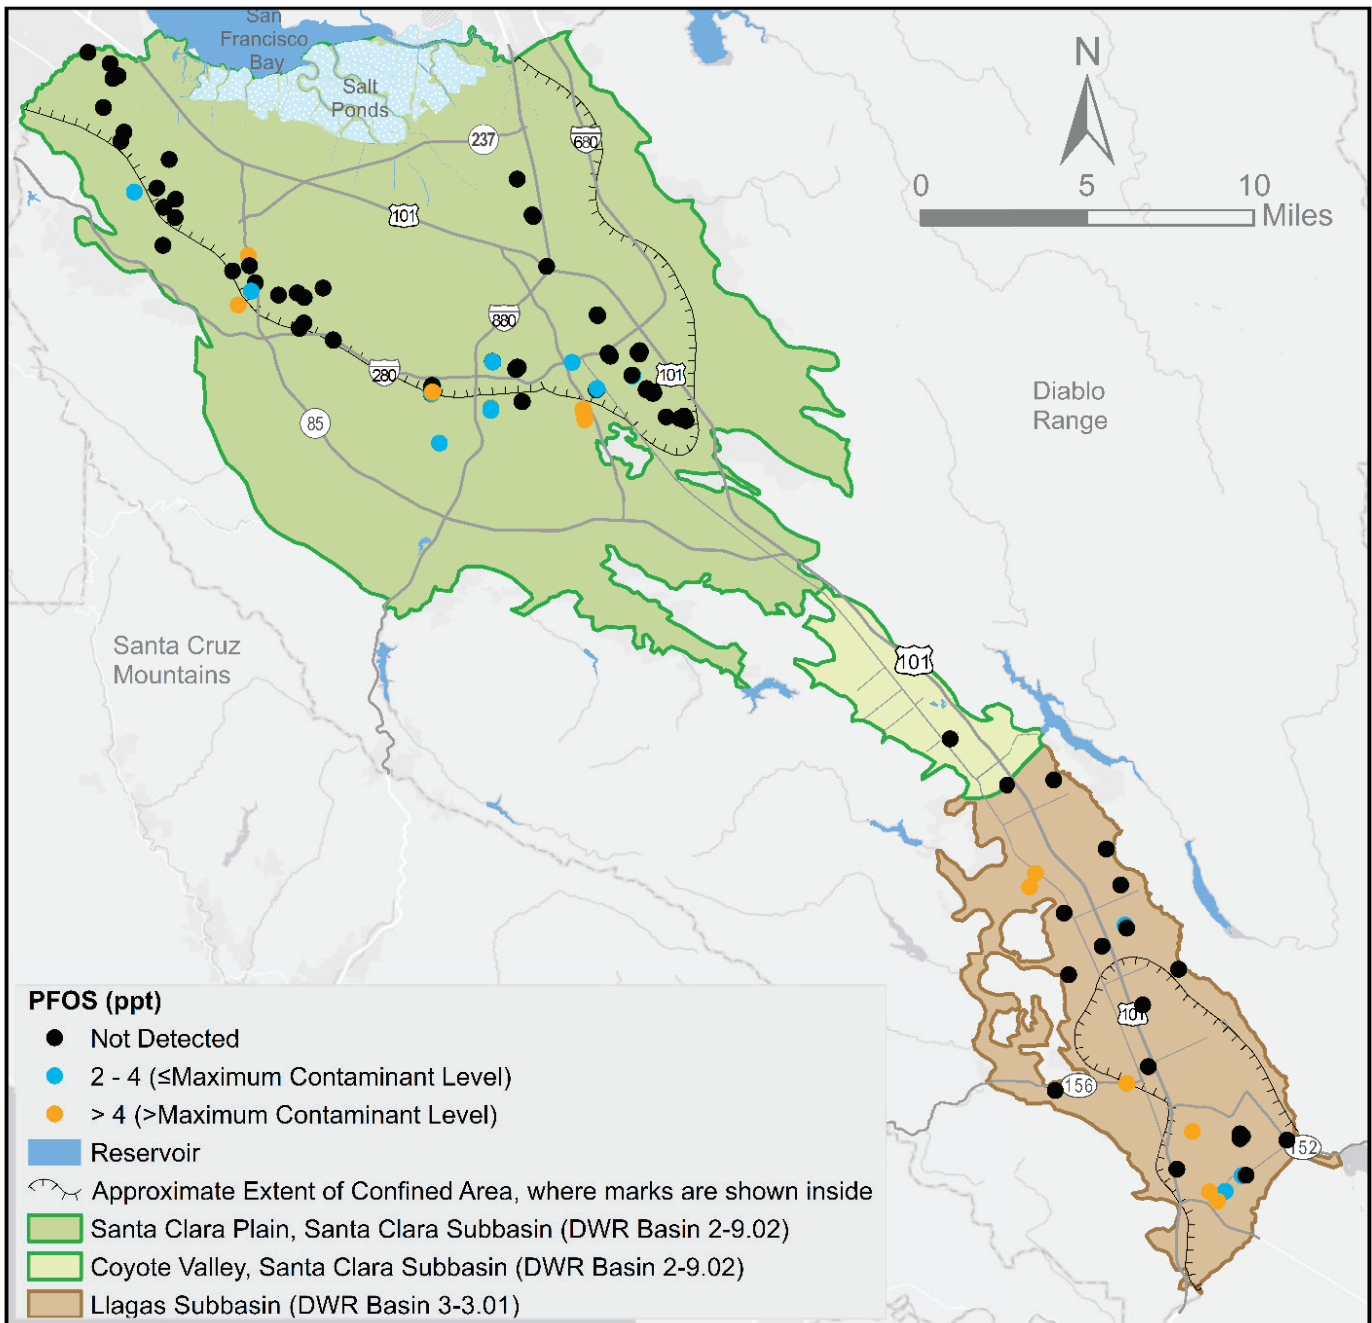 San
Francisco
Bay
Salt
Ponds
N
237
680
0 5 10
Miles
101
880
101
280
Diablo
Range
85
Santa Cruz
Mountains
101
101
156
152
PFOS (ppt)
Not Detected
2 - 4 (≤Maximum Contaminant Level)
> 4 (>Maximum Contaminant Level)
Reservoir
Approximate Extent of Confined Area, where marks are shown inside
Santa Clara Plain, Santa Clara Subbasin (DWR Basin 2-9.02)
Coyote Valley, Santa Clara Subbasin (DWR Basin 2-9.02)
Llagas Subbasin (DWR Basin 3-3.01)